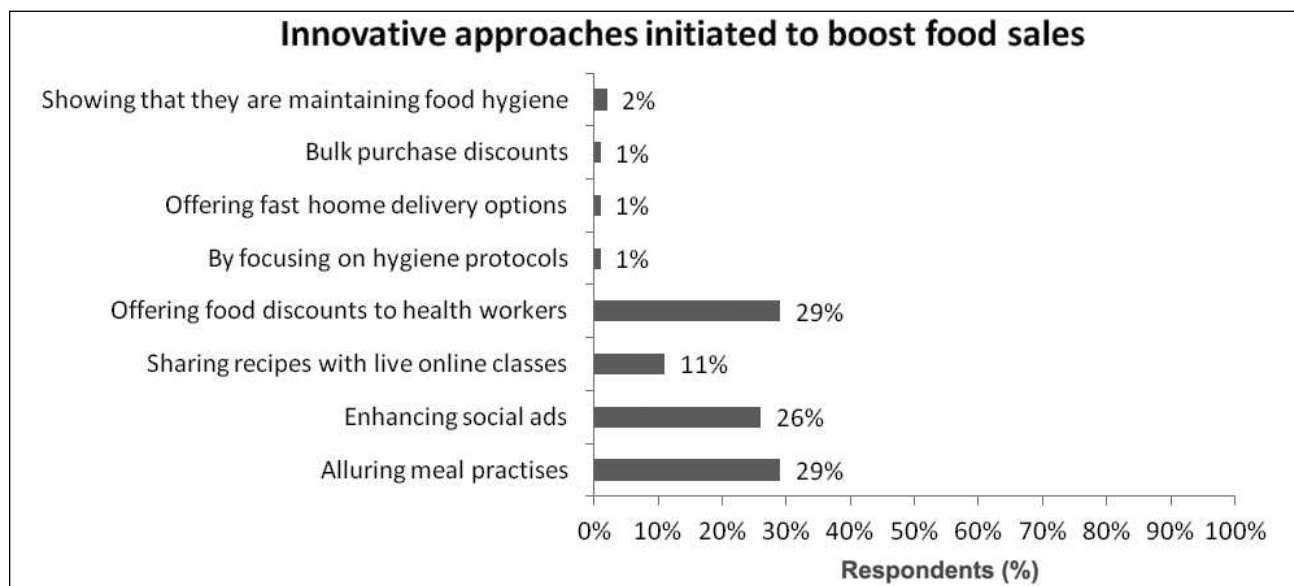 Innovative approaches initiated to boost food sales
Showing that they are maintaining food hygiene 2%
Bulk purchase discounts 1%
Offering fast hoome delivery options 1%
By focusing on hygiene protocols 1%
Offering food discounts to health workers 29%
Sharing recipes with live online classes 11%
Enhancing social ads 26%
Alluring meal practises 29%
0% 10% 20% 30% 40% 50% 60% 70% 80% 90% 100%
Respondents (%)